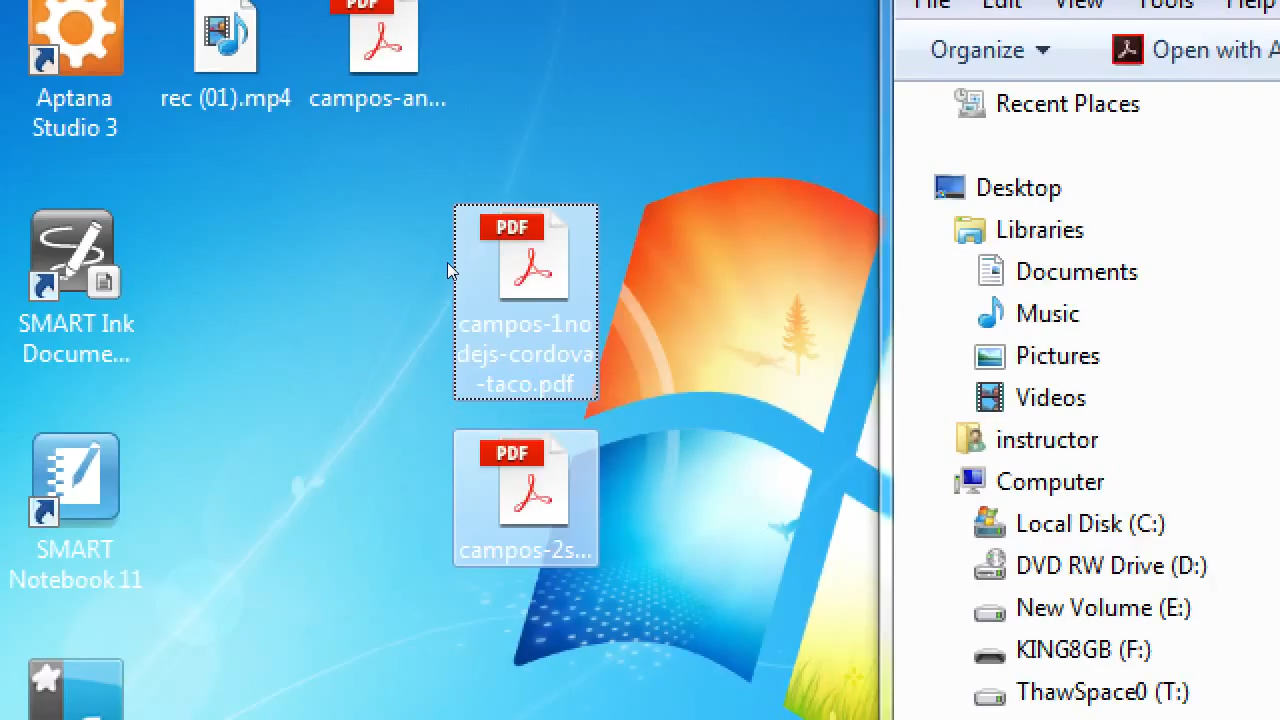 File Edit View Tools Help
Organize Open with A
PDF
Aptana
Studio 3
rec (01).mp4
campos-an...
Recent Places
Desktop
Libraries
Documents
Music
Pictures
Videos
instructor
Computer
Local Disk (C:)
DVD RW Drive (D:)
New Volume (E:)
KING8GB (F:)
ThawSpace0 (T:)
PDF
campos-1no
dejs-cordova
-taco.pdf
SMART Ink
Docume...
PDF
campos-2s...
SMART
Notebook 11